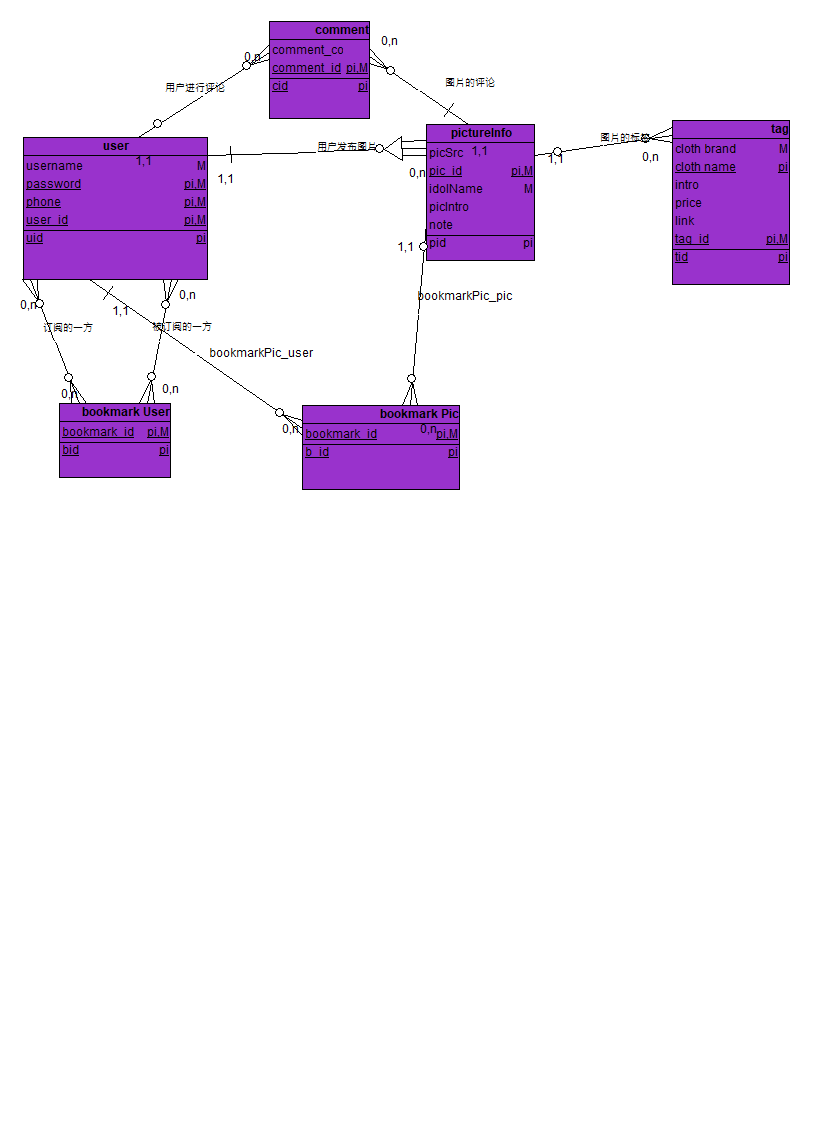 comment
comment_co
comment_id pi,M
cid pi
0,n
0,n
用户进行评论
图片的评论
user
1,1
username M
password pi,M
phone pi,M
user_id pi,M
uid pi
1,1
用户发布图片
0,n
pictureInfo
picSrc 1,1
pic_id pi,M
idolName M
picIntro
note
pid pi
1,1
图片的标签
0,n
tag
cloth brand M
cloth name pi
intro
price
link
tag_id pi,M
tid pi
1,1
0,n
0,n
1,1
订阅的一方
被订阅的一方
bookmarkPic_user
bookmarkPic_pic
0,n
0,n
bookmark User
bookmark_id pi,M
bid pi
0,n
0,n
bookmark Pic
bookmark_id pi,M
b_id pi